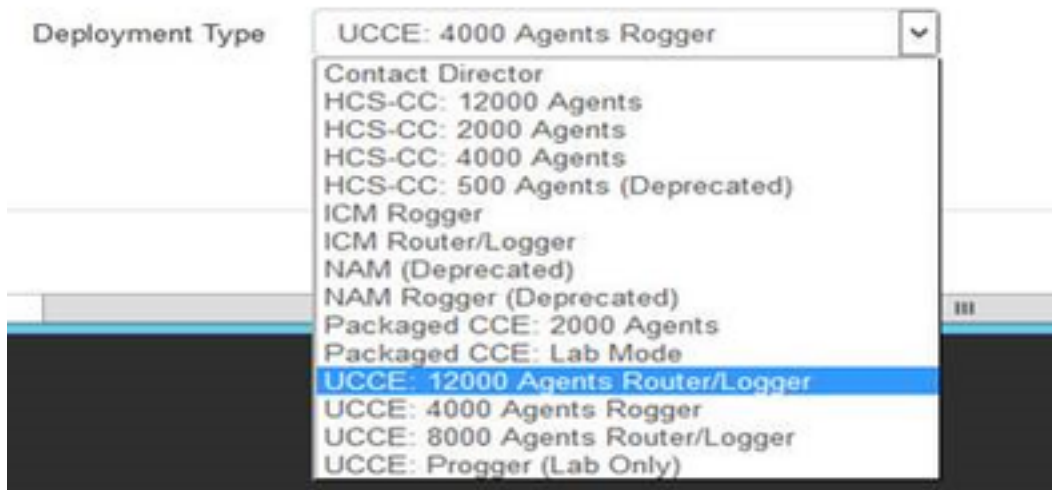 Deployment Type UCCE: 4000 Agents Rogger
Contact Director
HCS-CC: 12000 Agents
HCS-CC: 2000 Agents
HCS-CC: 4000 Agents
HCS-CC: 500 Agents (Deprecated)
ICM Rogger
ICM Router/Logger
NAM (Deprecated)
NAM Rogger (Deprecated)
Packaged CCE: 2000 Agents
Packaged CCE: Lab Mode
UCCE: 12000 Agents Router/Logger
UCCE: 4000 Agents Rogger
UCCE: 8000 Agents Router/Logger
UCCE: Progger (Lab Only)